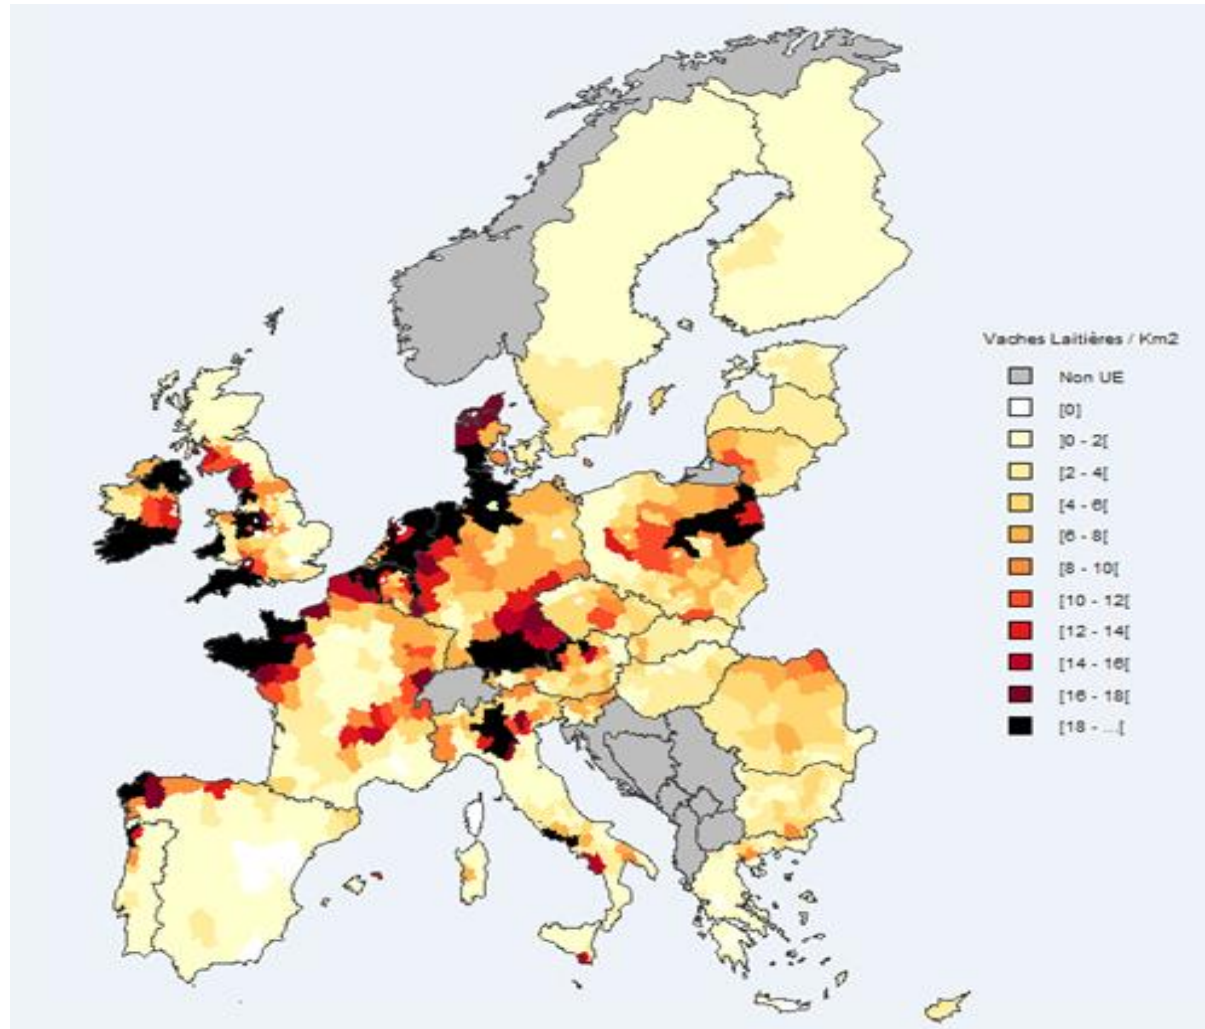 Vaches Laitières / Km2
Non UE
[0]
]0 - 2[
[2 - 4[
[4 - 6[
[6 - 8[
[8 - 10[
[10 - 12[
[12 - 14[
[14 - 16[
[16 - 18[
[18 - ...[